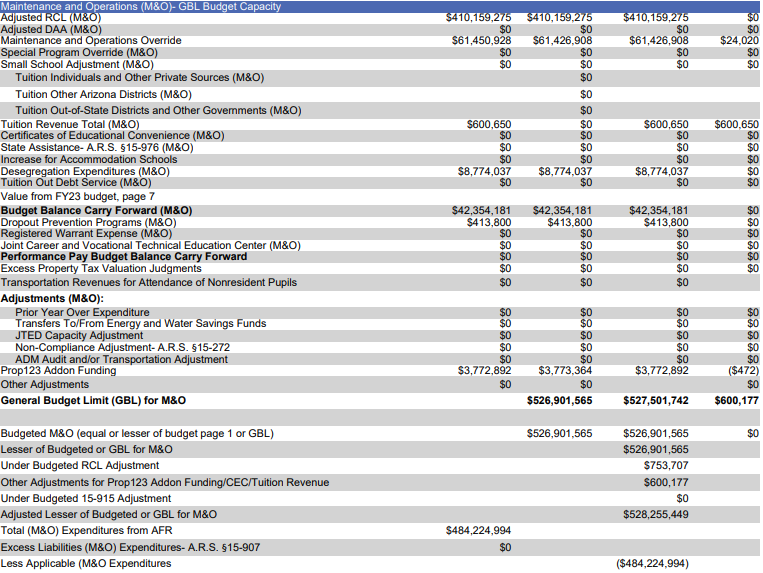 Maintenance and Operations (M&O)- GBL Budget Capacity
Adjusted RCL (M&O) $410,159,275 $410,159,275 $410,159,275 $0
Adjusted DAA (M&O) $0 $0 $0 $0
Maintenance and Operations Override $61,450,928 $61,426,908 $61,426,908 $24,020
Special Program Override (M&O) $0 $0 $0 $0
Small School Adjustment (M&O) $0 $0 $0 $0
Tuition Individuals and Other Private Sources (M&O) $0
Tuition Other Arizona Districts (M&O) $0
Tuition Out-of-State Districts and Other Governments (M&O) $0
Tuition Revenue Total (M&O) $600,650 $0 $600,650 $600,650
Certificates of Educational Convenience (M&O) $0 $0 $0 $0
State Assistance- A.R.S. §15-976 (M&O) $0 $0 $0 $0
Increase for Accommodation Schools $0 $0 $0 $0
Desegregation Expenditures (M&O) $8,774,037 $8,774,037 $8,774,037 $0
Tuition Out Debt Service (M&O) $0 $0 $0 $0
Value from FY23 budget, page 7
Budget Balance Carry Forward (M&O) $42,354,181 $42,354,181 $42,354,181 $0
Dropout Prevention Programs (M&O) $413,800 $413,800 $413,800 $0
Registered Warrant Expense (M&O) $0 $0 $0 $0
Joint Career and Vocational Technical Education Center (M&O) $0 $0 $0 $0
Performance Pay Budget Balance Carry Forward $0 $0 $0 $0
Excess Property Tax Valuation Judgments $0 $0 $0 $0
Transportation Revenues for Attendance of Nonresident Pupils $0 $0 $0
Adjustments (M&O):
Prior Year Over Expenditure $0 $0 $0 $0
Transfers To/From Energy and Water Savings Funds $0 $0 $0 $0
JTED Capacity Adjustment $0 $0 $0 $0
Non-Compliance Adjustment- A.R.S. §15-272 $0 $0 $0 $0
ADM Audit and/or Transportation Adjustment $0 $0 $0 $0
Prop123 Addon Funding $3,772,892 $3,773,364 $3,772,892 ($472)
Other Adjustments $0 $0 $0 $0
General Budget Limit (GBL) for M&O $526,901,565 $527,501,742 $600,177
Budgeted M&O (equal or lesser of budget page 1 or GBL) $526,901,565 $526,901,565 $0
Lesser of Budgeted or GBL for M&O $526,901,565
Under Budgeted RCL Adjustment $753,707
Other Adjustments for Prop123 Addon Funding/CEC/Tuition Revenue $600,177
Under Budgeted 15-915 Adjustment $0
Adjusted Lesser of Budgeted or GBL for M&O $528,255,449
Total (M&O) Expenditures from AFR $484,224,994
Excess Liabilities (M&O) Expenditures- A.R.S. §15-907 $0
Less Applicable (M&O Expenditures ($484,224,994)